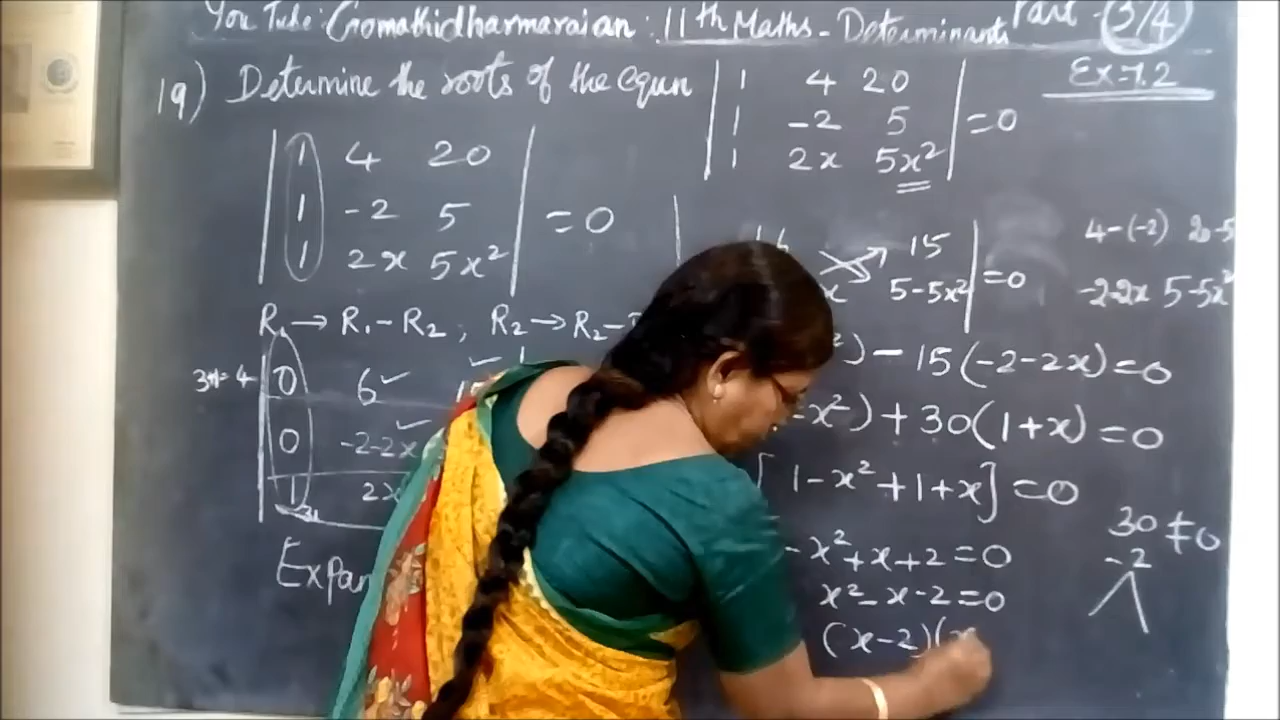 You Tube: Gomathidharmaraian: 11th Maths - Determinants Part - (3/4)
Ex-7.2
19) Determine the roots of the equn
1 4 20
1 -2 5 =0
1 2x 5x²
1 4 20
1 -2 5 =0
1 2x 5x²
R₁ → R₁ - R₂ ; R₂ → R₂ -
3+1=4 0 6
0 -2-2x
1 2x
15
5-5x² =0
4-(-2) 20-5
-2-2x 5-5x²
) - 15(-2-2x)=0
-x²) + 30(1+x)=0
[1-x²+1+x]=0
30 ≠0
-x²+x+2=0
x²-x-2=0
-2
(x-2)(x